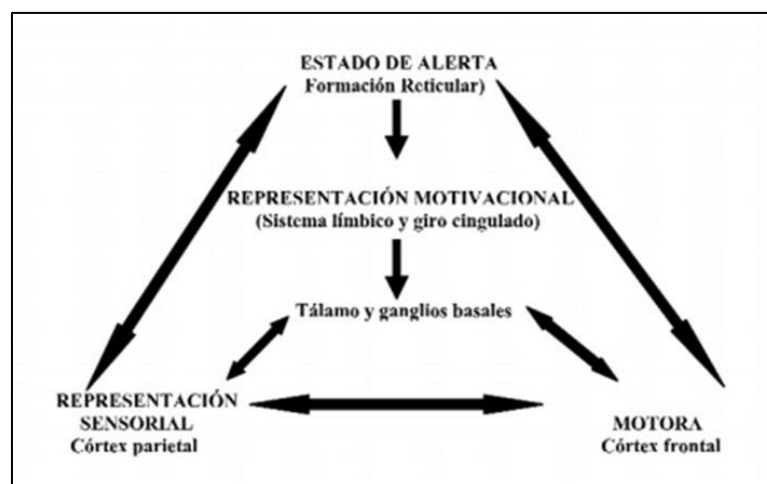 ESTADO DE ALERTA
Formación Reticular)
REPRESENTACIÓN MOTIVACIONAL
(Sistema límbico y giro cingulado)
Tálamo y ganglios basales
REPRESENTACIÓN
SENSORIAL
Córtex parietal
MOTORA
Córtex frontal